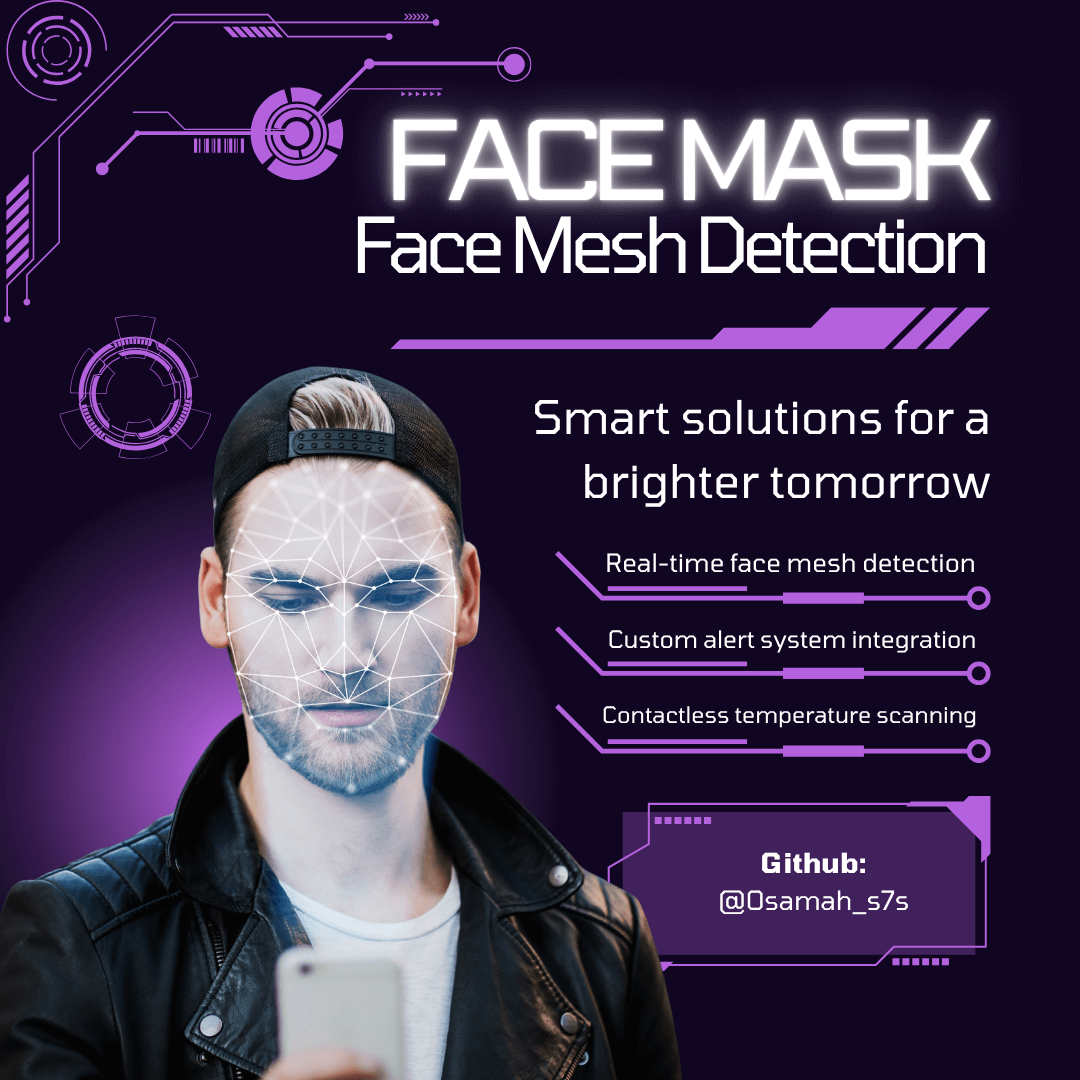 FACE MASK
Face Mesh Detection
Smart solutions for a
brighter tomorrow
Real-time face mesh detection
Custom alert system integration
Contactless temperature scanning
Github:
@Osamah_s7s